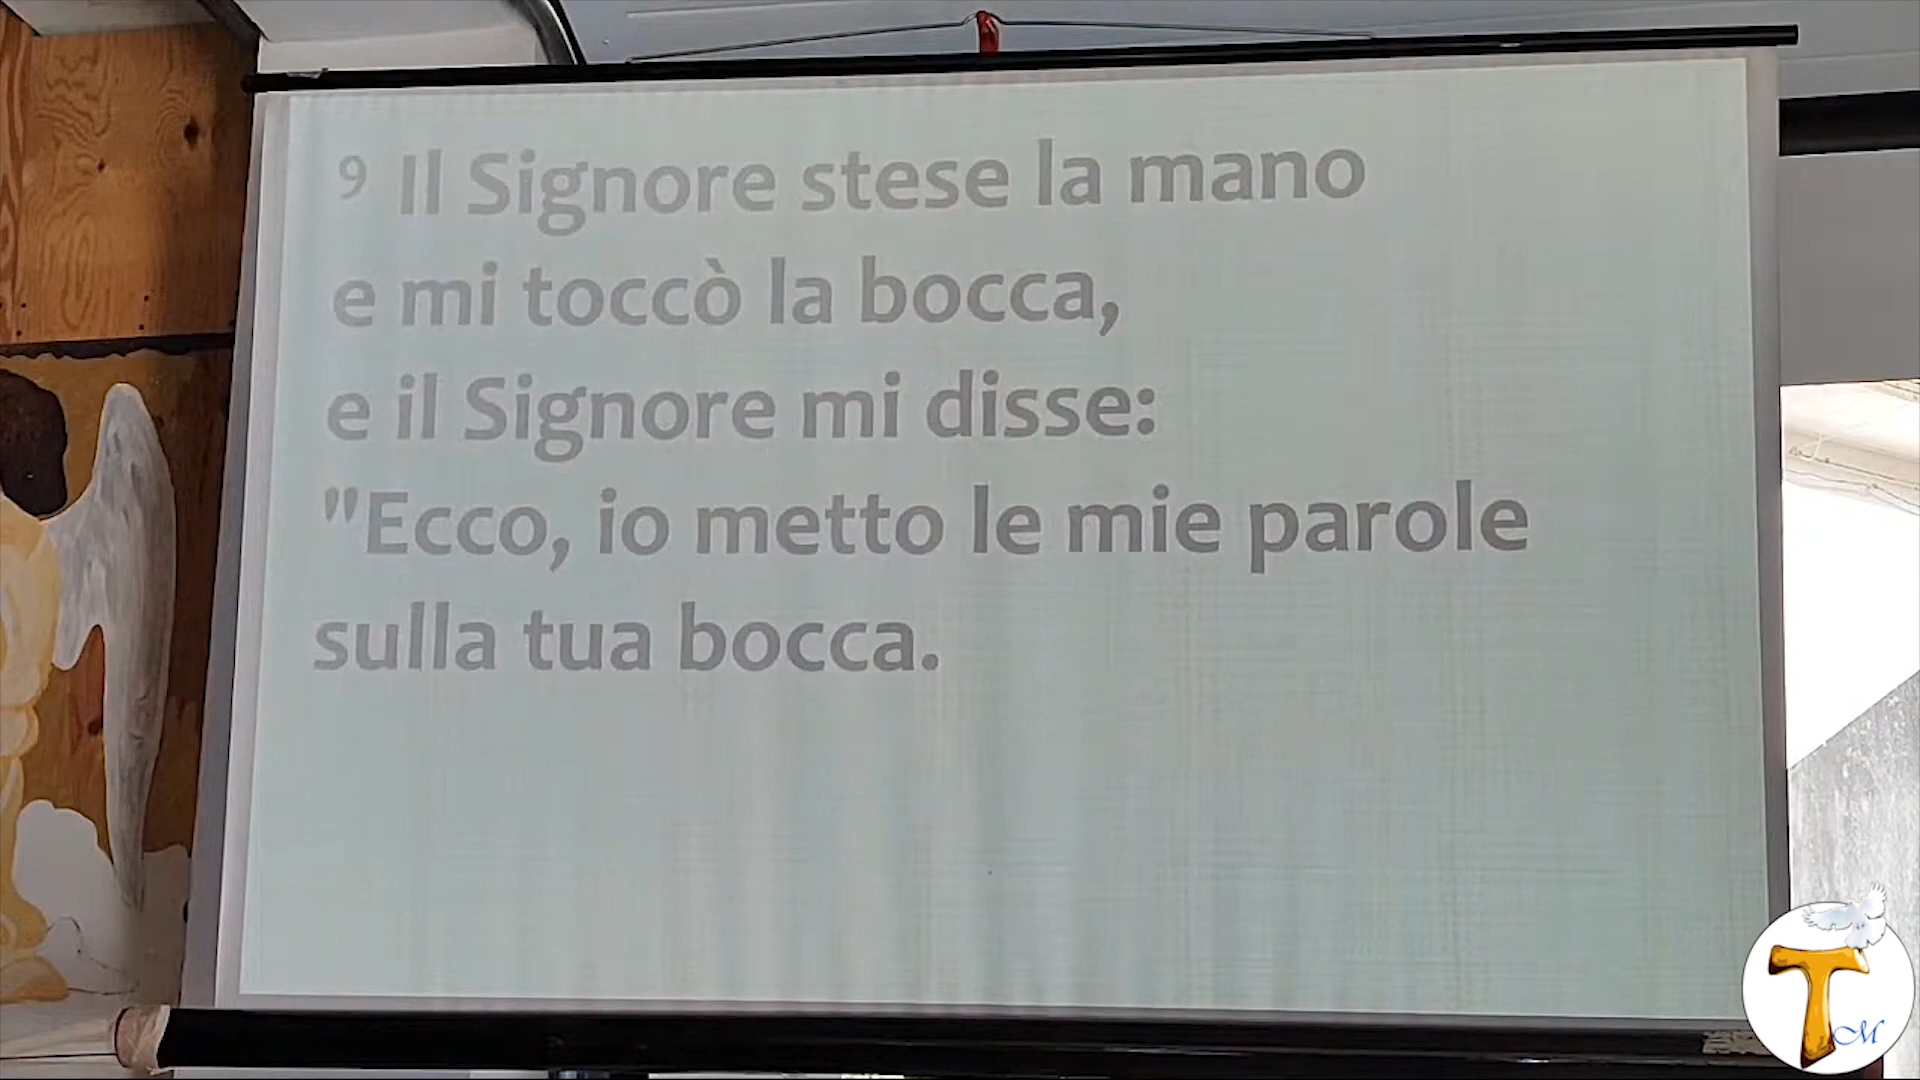 9 Il Signore stese la mano
e mi toccò la bocca,
e il Signore mi disse:
"Ecco, io metto le mie parole
sulla tua bocca.
T M